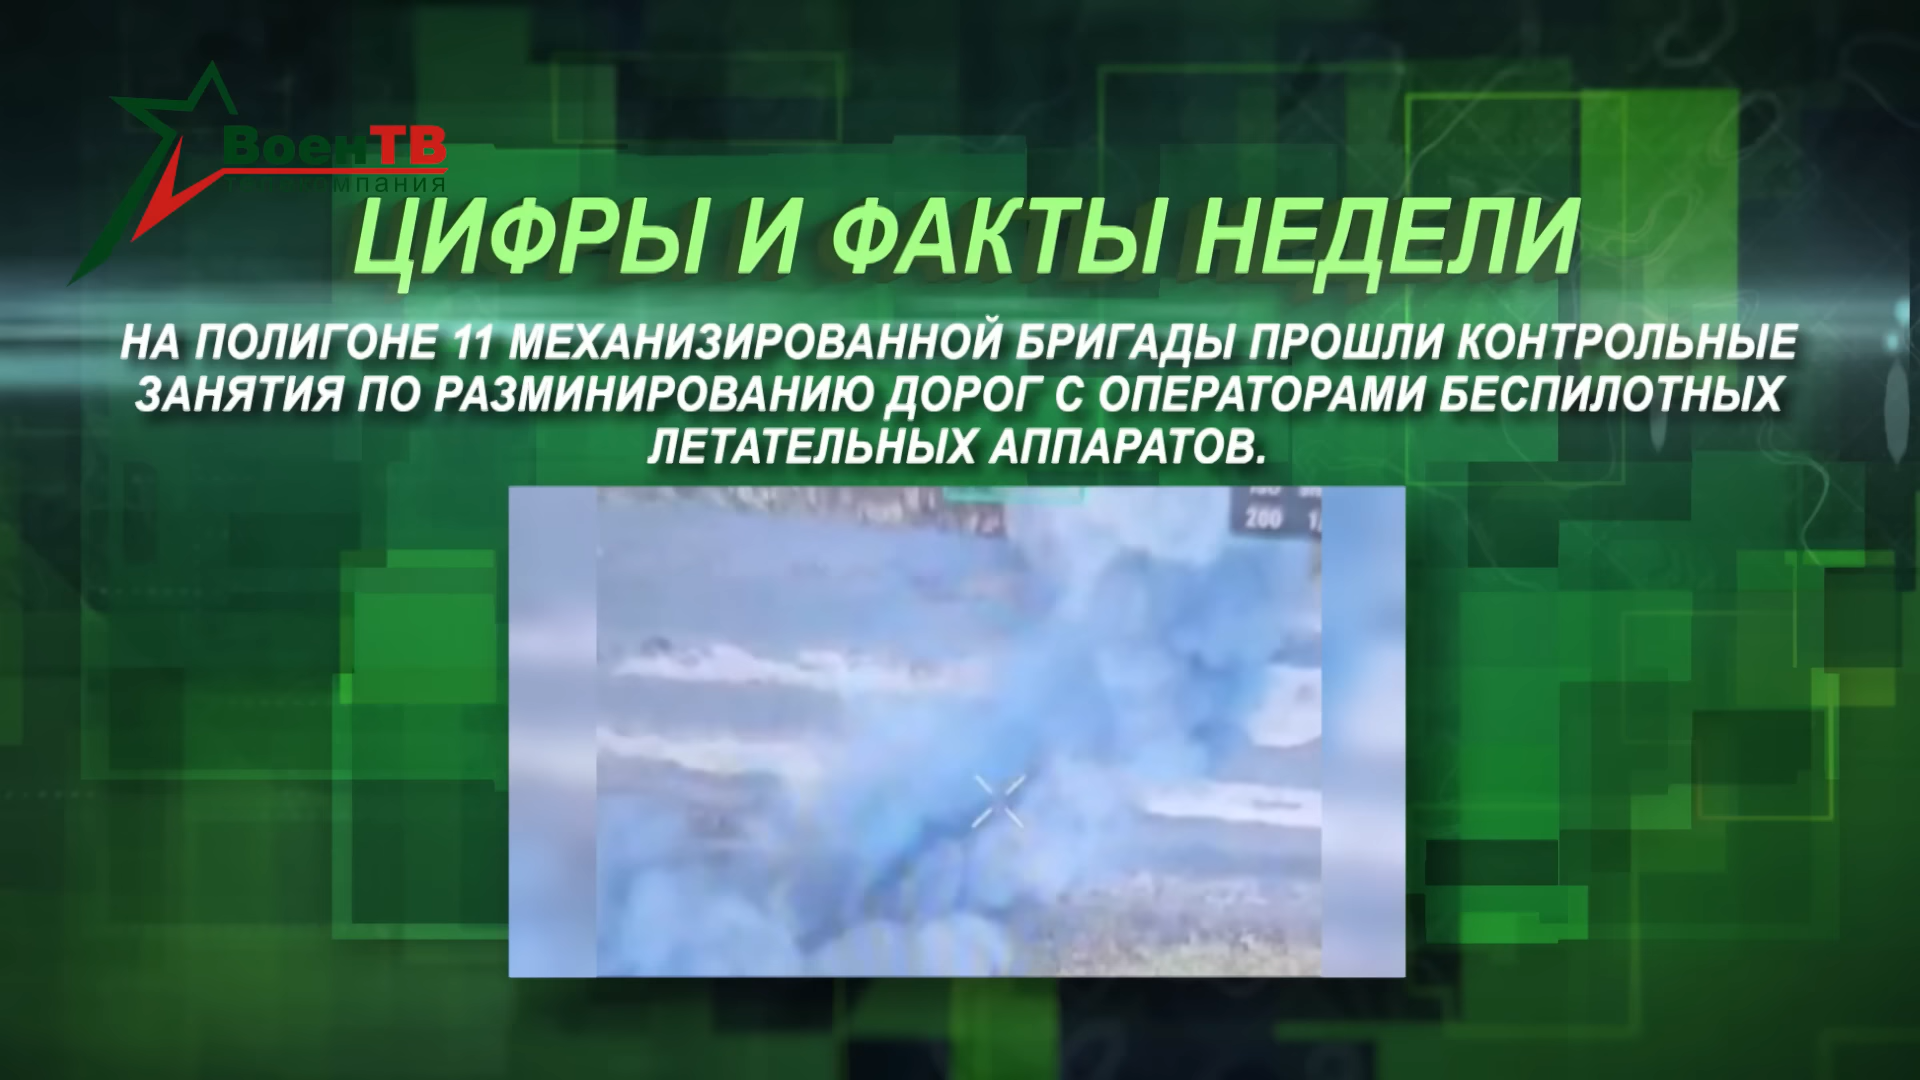 ВоенТВ
телекомпания
ЦИФРЫ И ФАКТЫ НЕДЕЛИ
НА ПОЛИГОНЕ 11 МЕХАНИЗИРОВАННОЙ БРИГАДЫ ПРОШЛИ КОНТРОЛЬНЫЕ
ЗАНЯТИЯ ПО РАЗМИНИРОВАНИЮ ДОРОГ С ОПЕРАТОРАМИ БЕСПИЛОТНЫХ
ЛЕТАТЕЛЬНЫХ АППАРАТОВ.
200